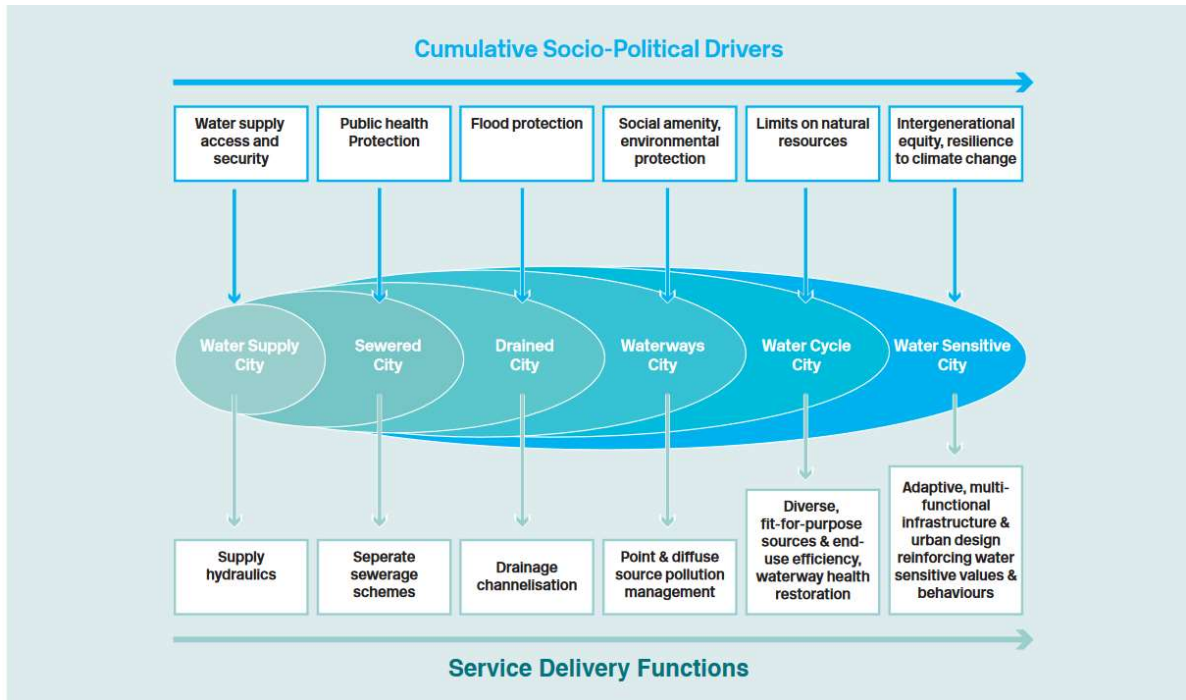 Cumulative Socio-Political Drivers
Water supply
access and
security
Public health
Protection
Flood protection
Social amenity,
environmental
protection
Limits on natural
resources
Intergenerational
equity, resilience
to climate change
Water Supply
City
Sewered
City
Drained
City
Waterways
City
Water Cycle
City
Water Sensitive
City
Supply
hydraulics
Seperate
sewerage
schemes
Drainage
channelisation
Point & diffuse
source pollution
management
Diverse,
fit-for-purpose
sources & end-
use efficiency,
waterway health
restoration
Adaptive, multi-
functional
infrastructure &
urban design
reinforcing water
sensitive values &
behaviours
Service Delivery Functions